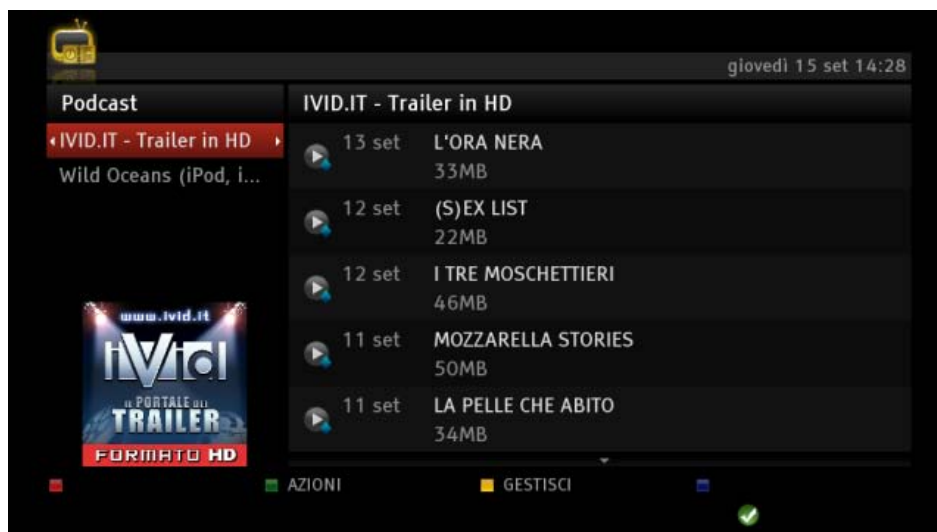 giovedì 15 set 14:28
Podcast
IVID.IT - Trailer in HD
Wild Oceans (iPod, i...
www.ivid.it
iVid
IL PORTALE DEI
TRAILER
FORMATO HD
IVID.IT - Trailer in HD
13 set L'ORA NERA
33MB
12 set (S)EX LIST
22MB
12 set I TRE MOSCHETTIERI
46MB
11 set MOZZARELLA STORIES
50MB
11 set LA PELLE CHE ABITO
34MB
AZIONI
GESTISCI